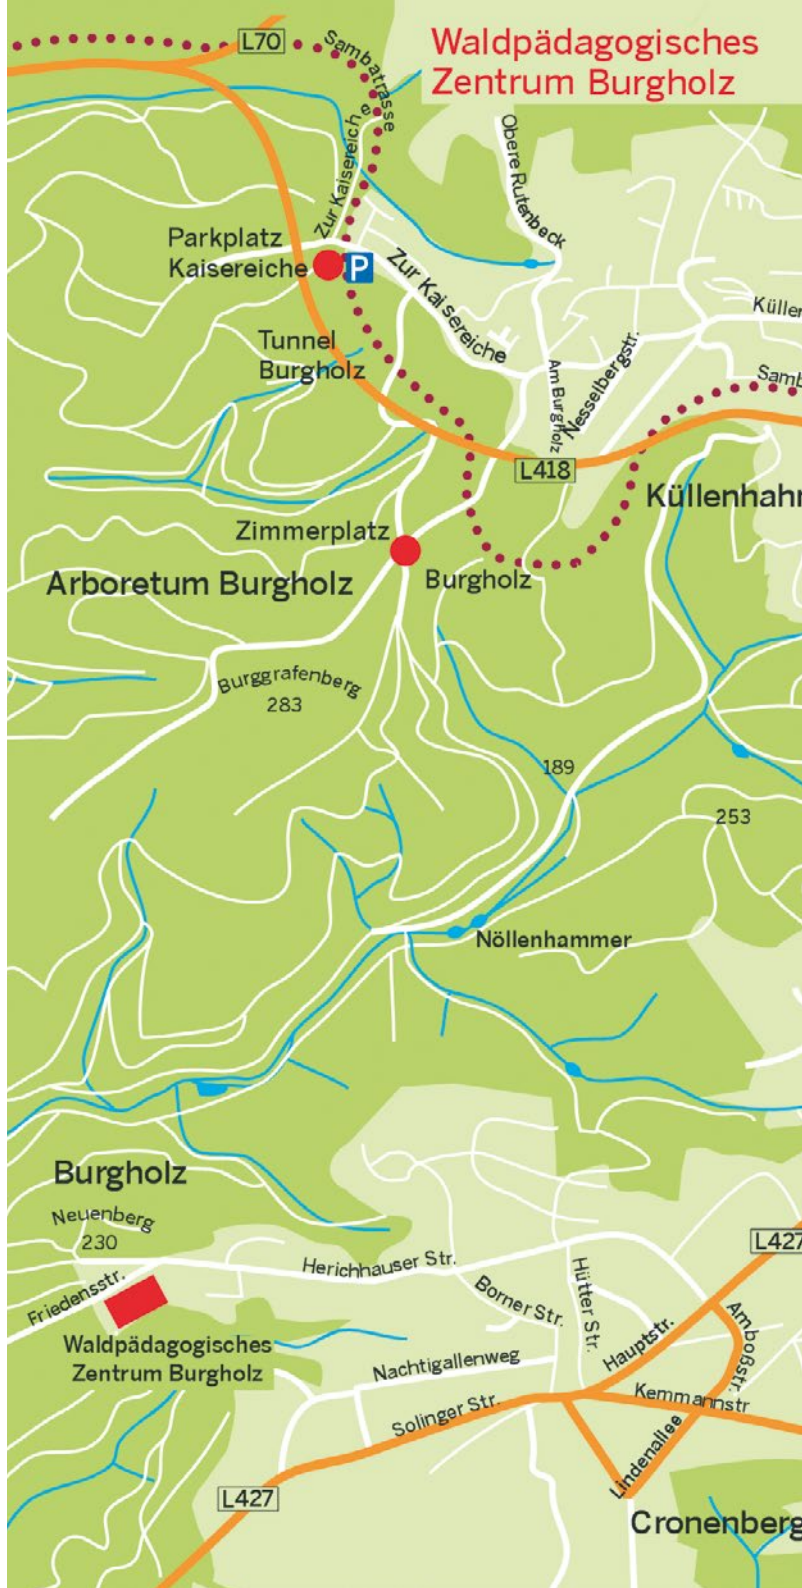 Waldpädagogisches
Zentrum Burgholz
L70
Sambatrasse
Zur Kaisereiche
Obere Rutenbeck
Parkplatz
Kaisereiche
P
Zur Kaisereiche
Küller
Tunnel
Burgholz
Am Burgholz
Nesselbergstr.
Samb
L418
Küllenhahn
Zimmerplatz
Arboretum Burgholz
Burgholz
Burggrafenberg
283
189
253
Nöllenhammer
Burgholz
Neuenberg
230
L427
Herichhauser Str.
Friedensstr.
Borner Str.
Hütter Str.
Hauptstr.
Amboßstr.
Waldpädagogisches
Zentrum Burgholz
Nachtigallenweg
Kemmannstr
Solinger Str.
Lindenallee
L427
Cronenberg